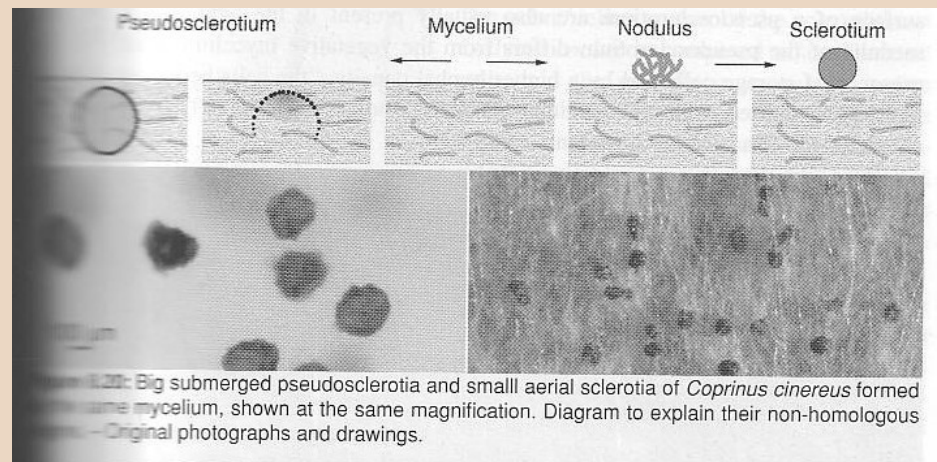 Pseudosclerotium Mycelium Nodulus Sclerotium
Big submerged pseudosclerotia and smalll aerial sclerotia of Coprinus cinereus formed
mycelium, shown at the same magnification. Diagram to explain their non-homologous
Original photographs and drawings.